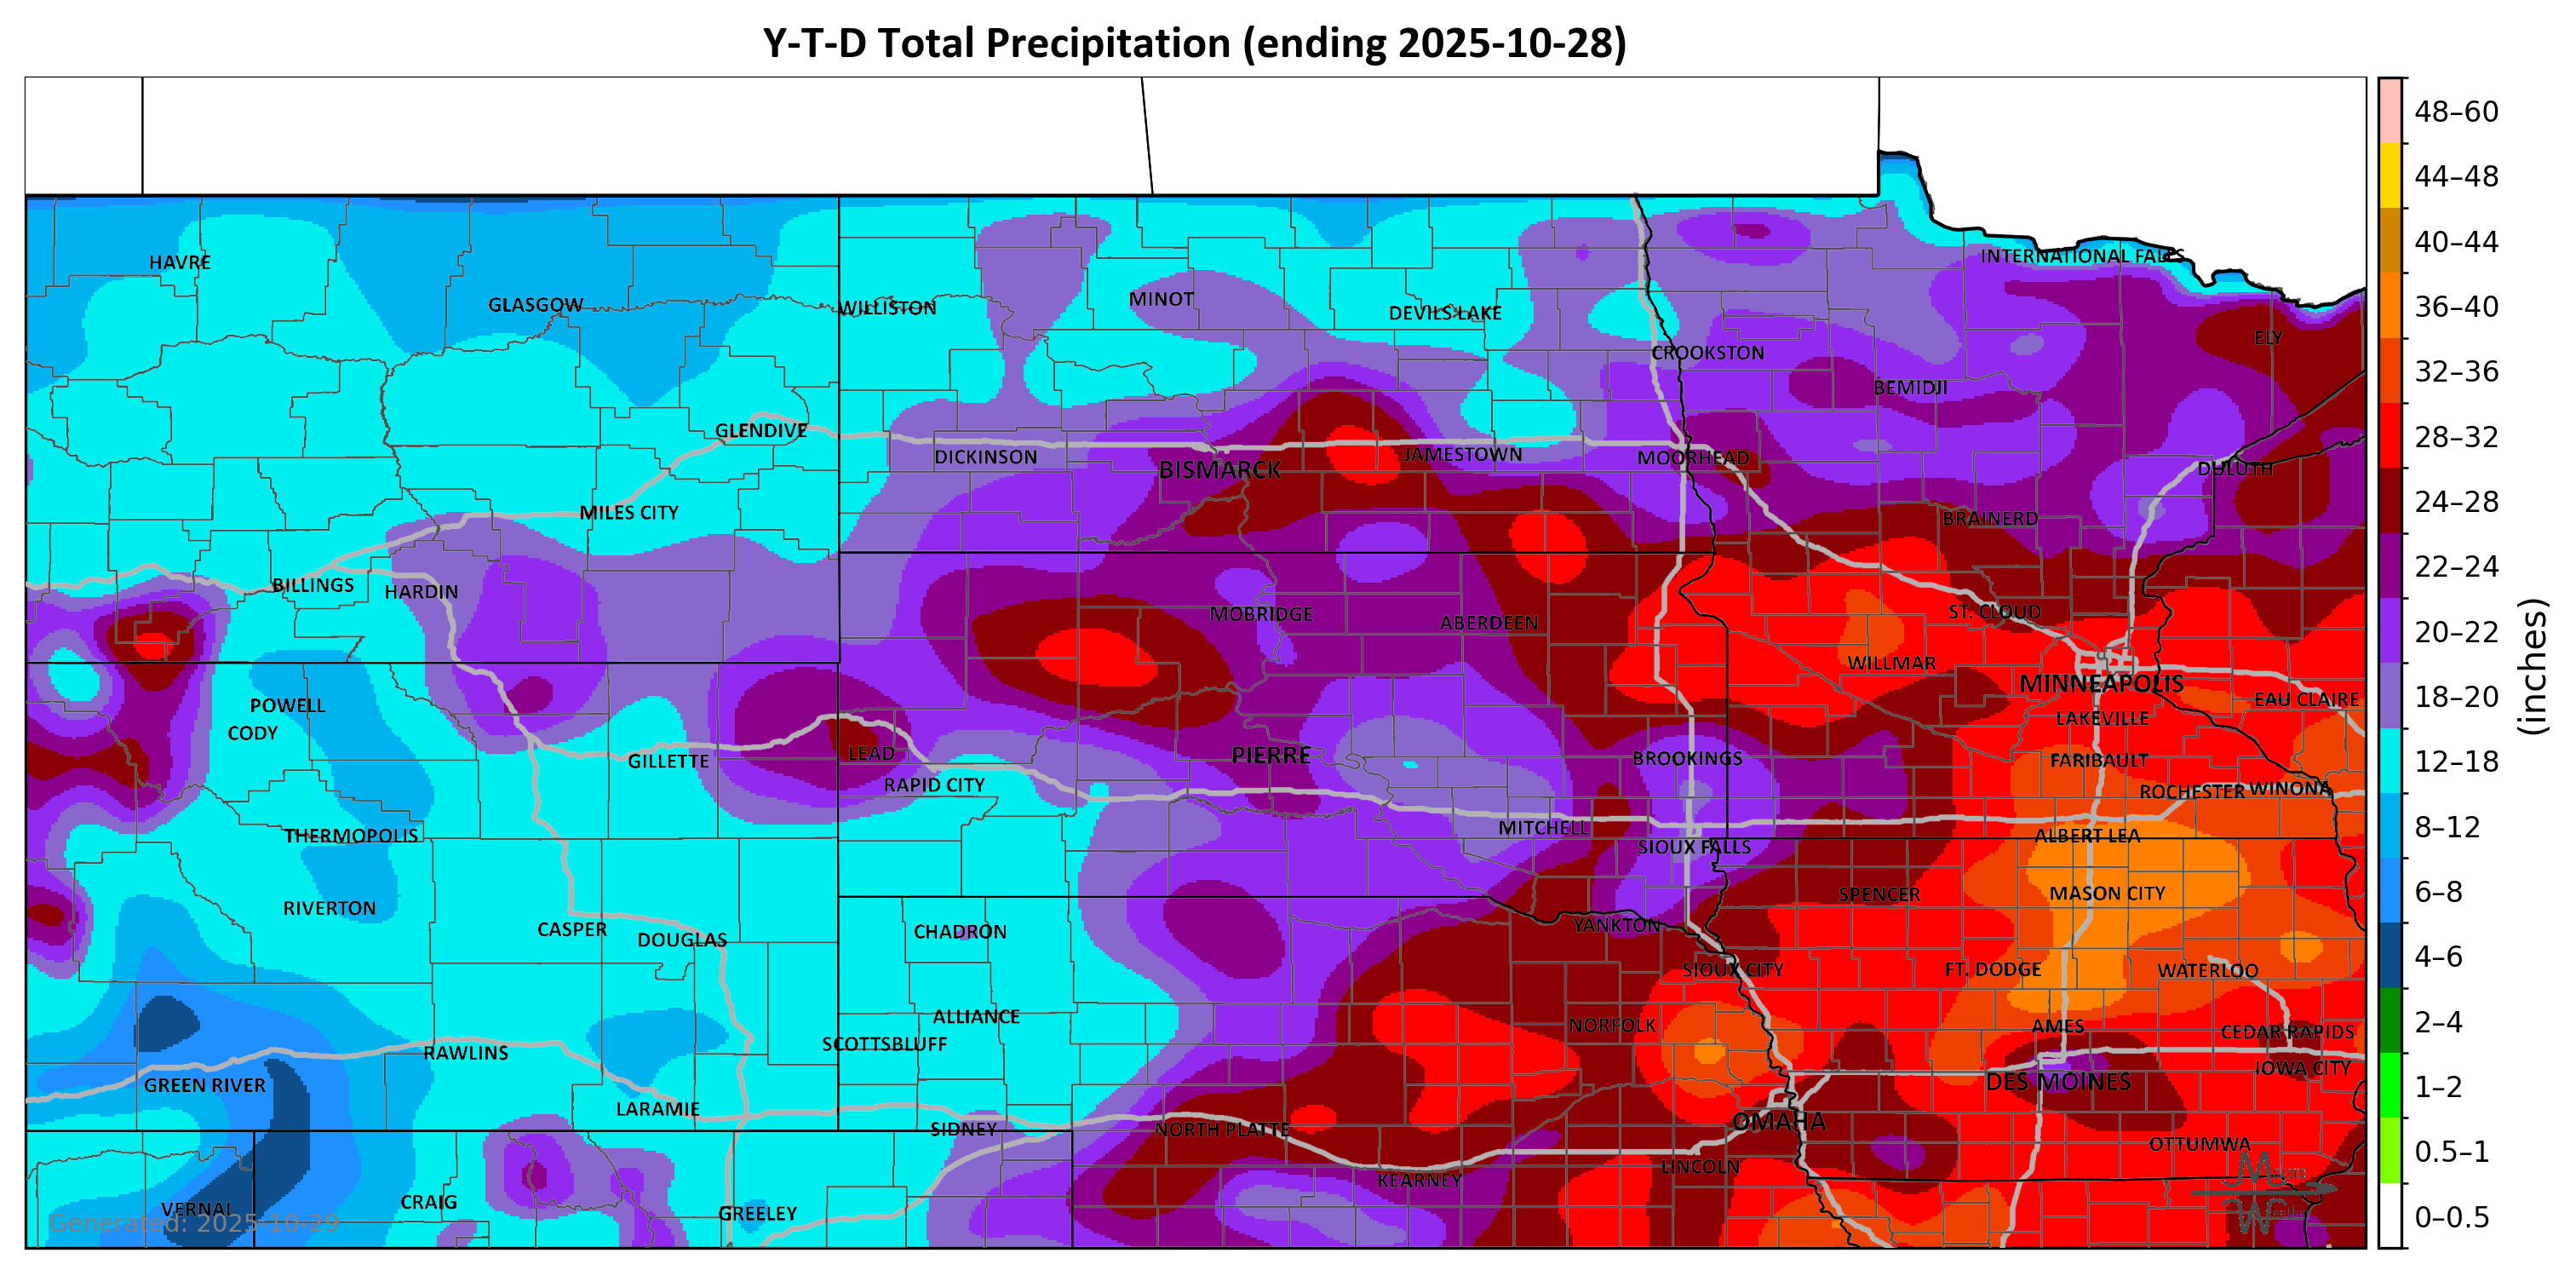 Y-T-D Total Precipitation (ending 2025-10-28)
48–60
44–48
40–44
36–40
32–36
28–32
24–28
22–24
20–22
18–20
12–18
8–12
6–8
4–6
2–4
1–2
0.5–1
0–0.5
(inches)
INTERNATIONAL FALLS
HAVRE
GLASGOW
WILLISTON
MINOT
DEVILS LAKE
ELY
CROOKSTON
BEMIDJI
GLENDIVE
DICKINSON
BISMARCK
JAMESTOWN
MOORHEAD
DULUTH
MILES CITY
BRAINERD
BILLINGS
HARDIN
MOBRIDGE
ABERDEEN
ST. CLOUD
WILLMAR
MINNEAPOLIS
EAU CLAIRE
POWELL
CODY
LAKEVILLE
GILLETTE
LEAD
RAPID CITY
PIERRE
BROOKINGS
FARIBAULT
ROCHESTER
WINONA
THERMOPOLIS
MITCHELL
SIOUX FALLS
ALBERT LEA
RIVERTON
SPENCER
MASON CITY
CASPER
DOUGLAS
CHADRON
YANKTON
SIOUX CITY
FT. DODGE
WATERLOO
ALLIANCE
SCOTTSBLUFF
NORFOLK
AMES
CEDAR RAPIDS
RAWLINS
GREEN RIVER
DES MOINES
IOWA CITY
LARAMIE
SIDNEY
NORTH PLATTE
OMAHA
OTTUMWA
LINCOLN
KEARNEY
VERNAL
CRAIG
GREELEY
Generated: 2025-10-29